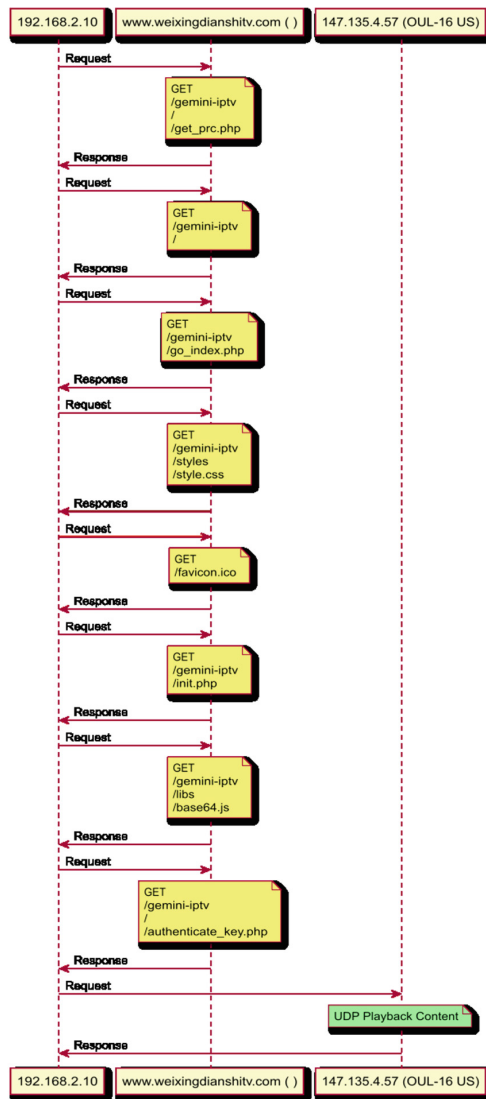 192.168.2.10 www.weixingdianshitv.com ( ) 147.135.4.57 (OUL-16 US)
Request
GET
/gemini-iptv
/
/get_prc.php
Response
Request
GET
/gemini-iptv
/
Response
Request
GET
/gemini-iptv
/go_index.php
Response
Request
GET
/gemini-iptv
/styles
/style.css
Response
Request
GET
/favicon.ico
Response
Request
GET
/gemini-iptv
/init.php
Response
Request
GET
/gemini-iptv
/libs
/base64.js
Response
Request
GET
/gemini-iptv
/
/authenticate_key.php
Response
Request
UDP Playback Content
Response
192.168.2.10 www.weixingdianshitv.com ( ) 147.135.4.57 (OUL-16 US)